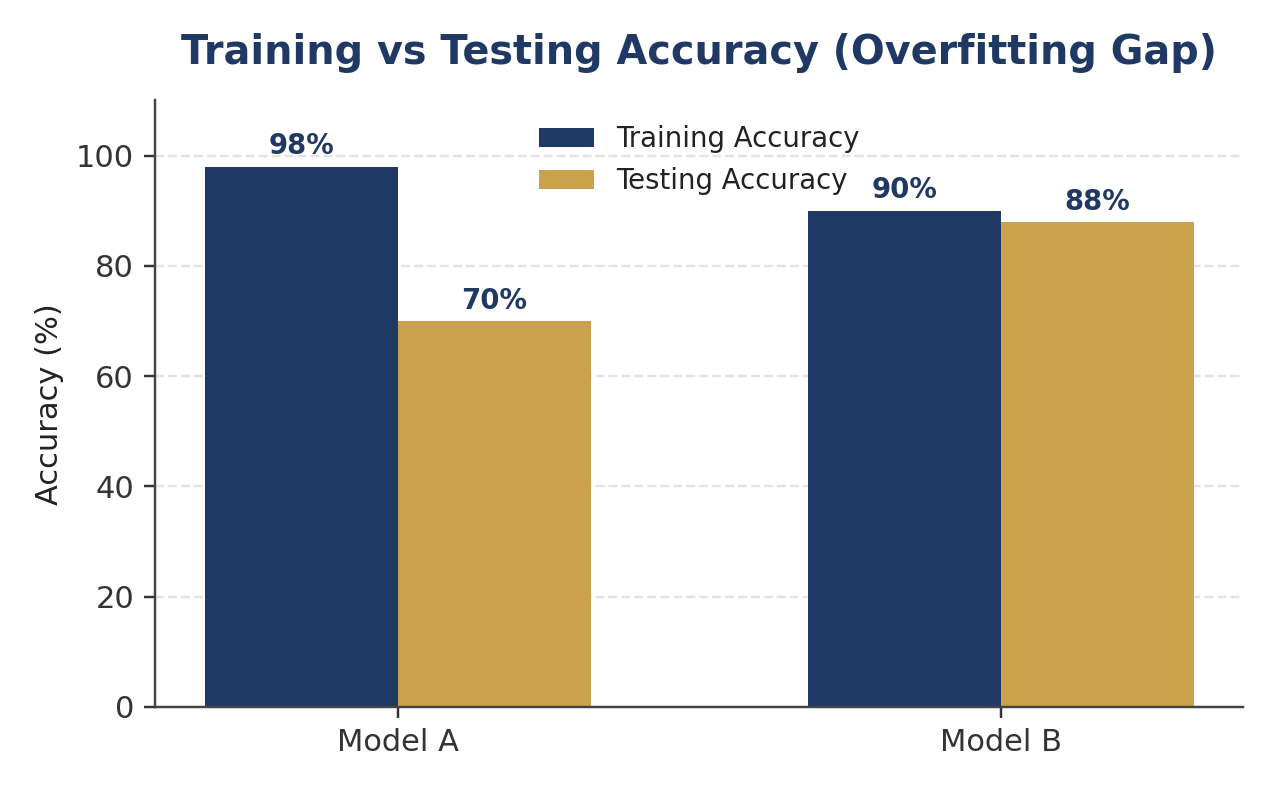 Training vs Testing Accuracy (Overfitting Gap)
Training Accuracy
Testing Accuracy
98%
70%
90%
88%
100
80
60
40
20
0
Accuracy (%)
Model A
Model B